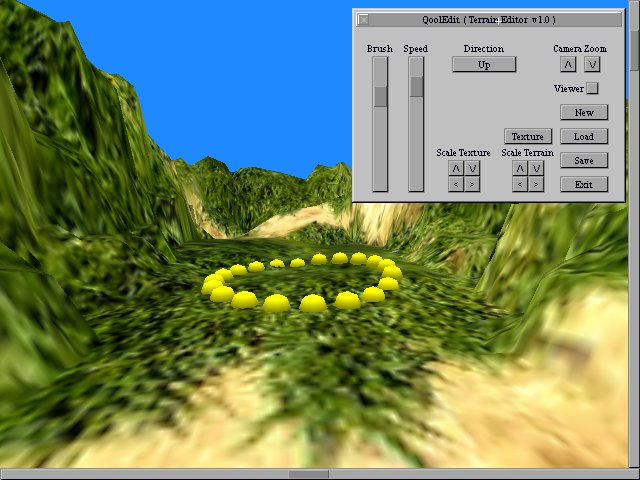 QoolEdit ( Terrain Editor v1.0 )
Brush Speed Direction Camera Zoom
Up Λ V
Viewer
New
Texture Load
Scale Texture Scale Terrain Save
Λ V Λ V
< > < > Exit